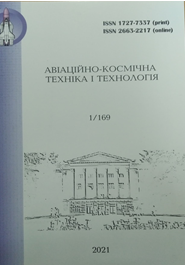 ISSN 1727-7337 (print)
ISSN 2663-2217 (online)
АВІАЦІЙНО-КОСМІЧНА
ТЕХНІКА І ТЕХНОЛОГІЯ
1/169
2021